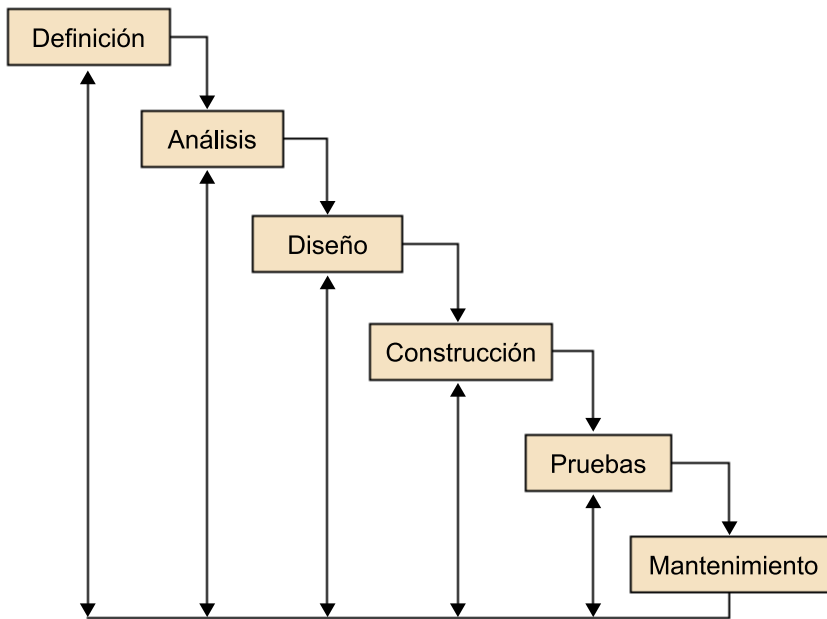 Definición
Análisis
Diseño
Construcción
Pruebas
Mantenimiento